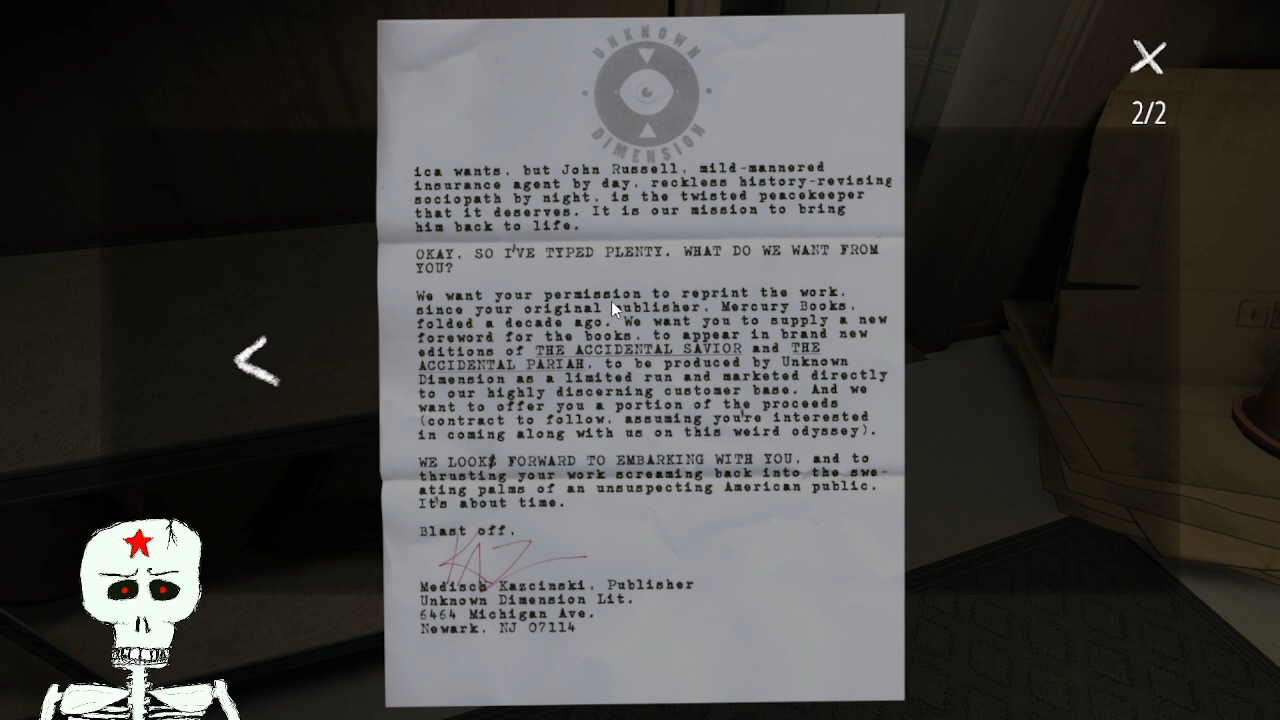 UNKNOWN
DIMENSION
2/2
ica wants, but John Russell, mild-mannered
insurance agent by day, reckless history-revising
sociopath by night, is the twisted peacekeeper
that it deserves. It is our mission to bring
him back to life.
OKAY, SO I'VE TYPED PLENTY. WHAT DO WE WANT FROM
YOU?
We want your permission to reprint the work,
since your original publisher, Mercury Books,
folded a decade ago. We want you to supply a new
foreword for the books, to appear in brand new
editions of THE ACCIDENTAL SAVIOR and THE
ACCIDENTAL PARIAH, to be produced by Unknown
Dimension as a limited run and marketed directly
to our highly discerning customer base. And we
want to offer you a portion of the proceeds
(contract to follow, assuming you're interested
in coming along with us on this weird odyssey).
WE LOOK FORWARD TO EMBARKING WITH YOU, and to
thrusting your work screaming back into the swe-
ating palms of an unsuspecting American public.
It's about time.
Blast off,
KAZ
Medisch Kazcinski, Publisher
Unknown Dimension Lit.
6464 Michigan Ave.
Newark, NJ 07114